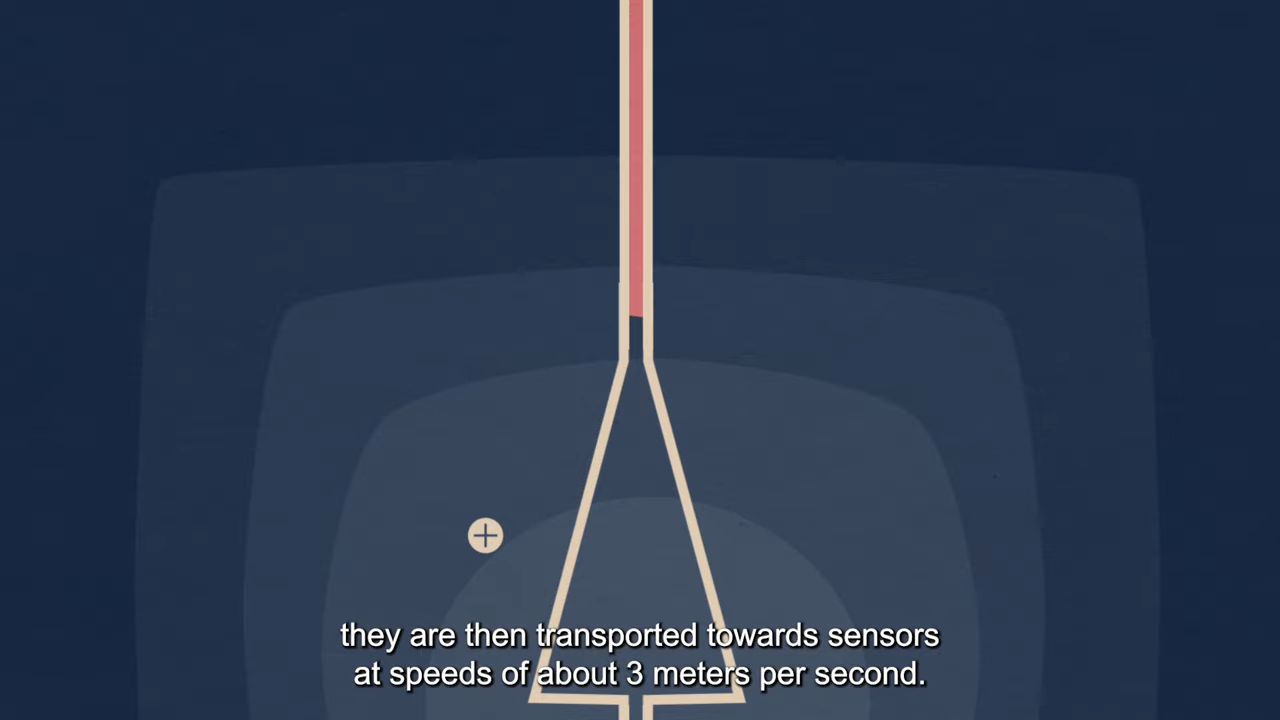 they are then transported towards sensors
at speeds of about 3 meters per second.